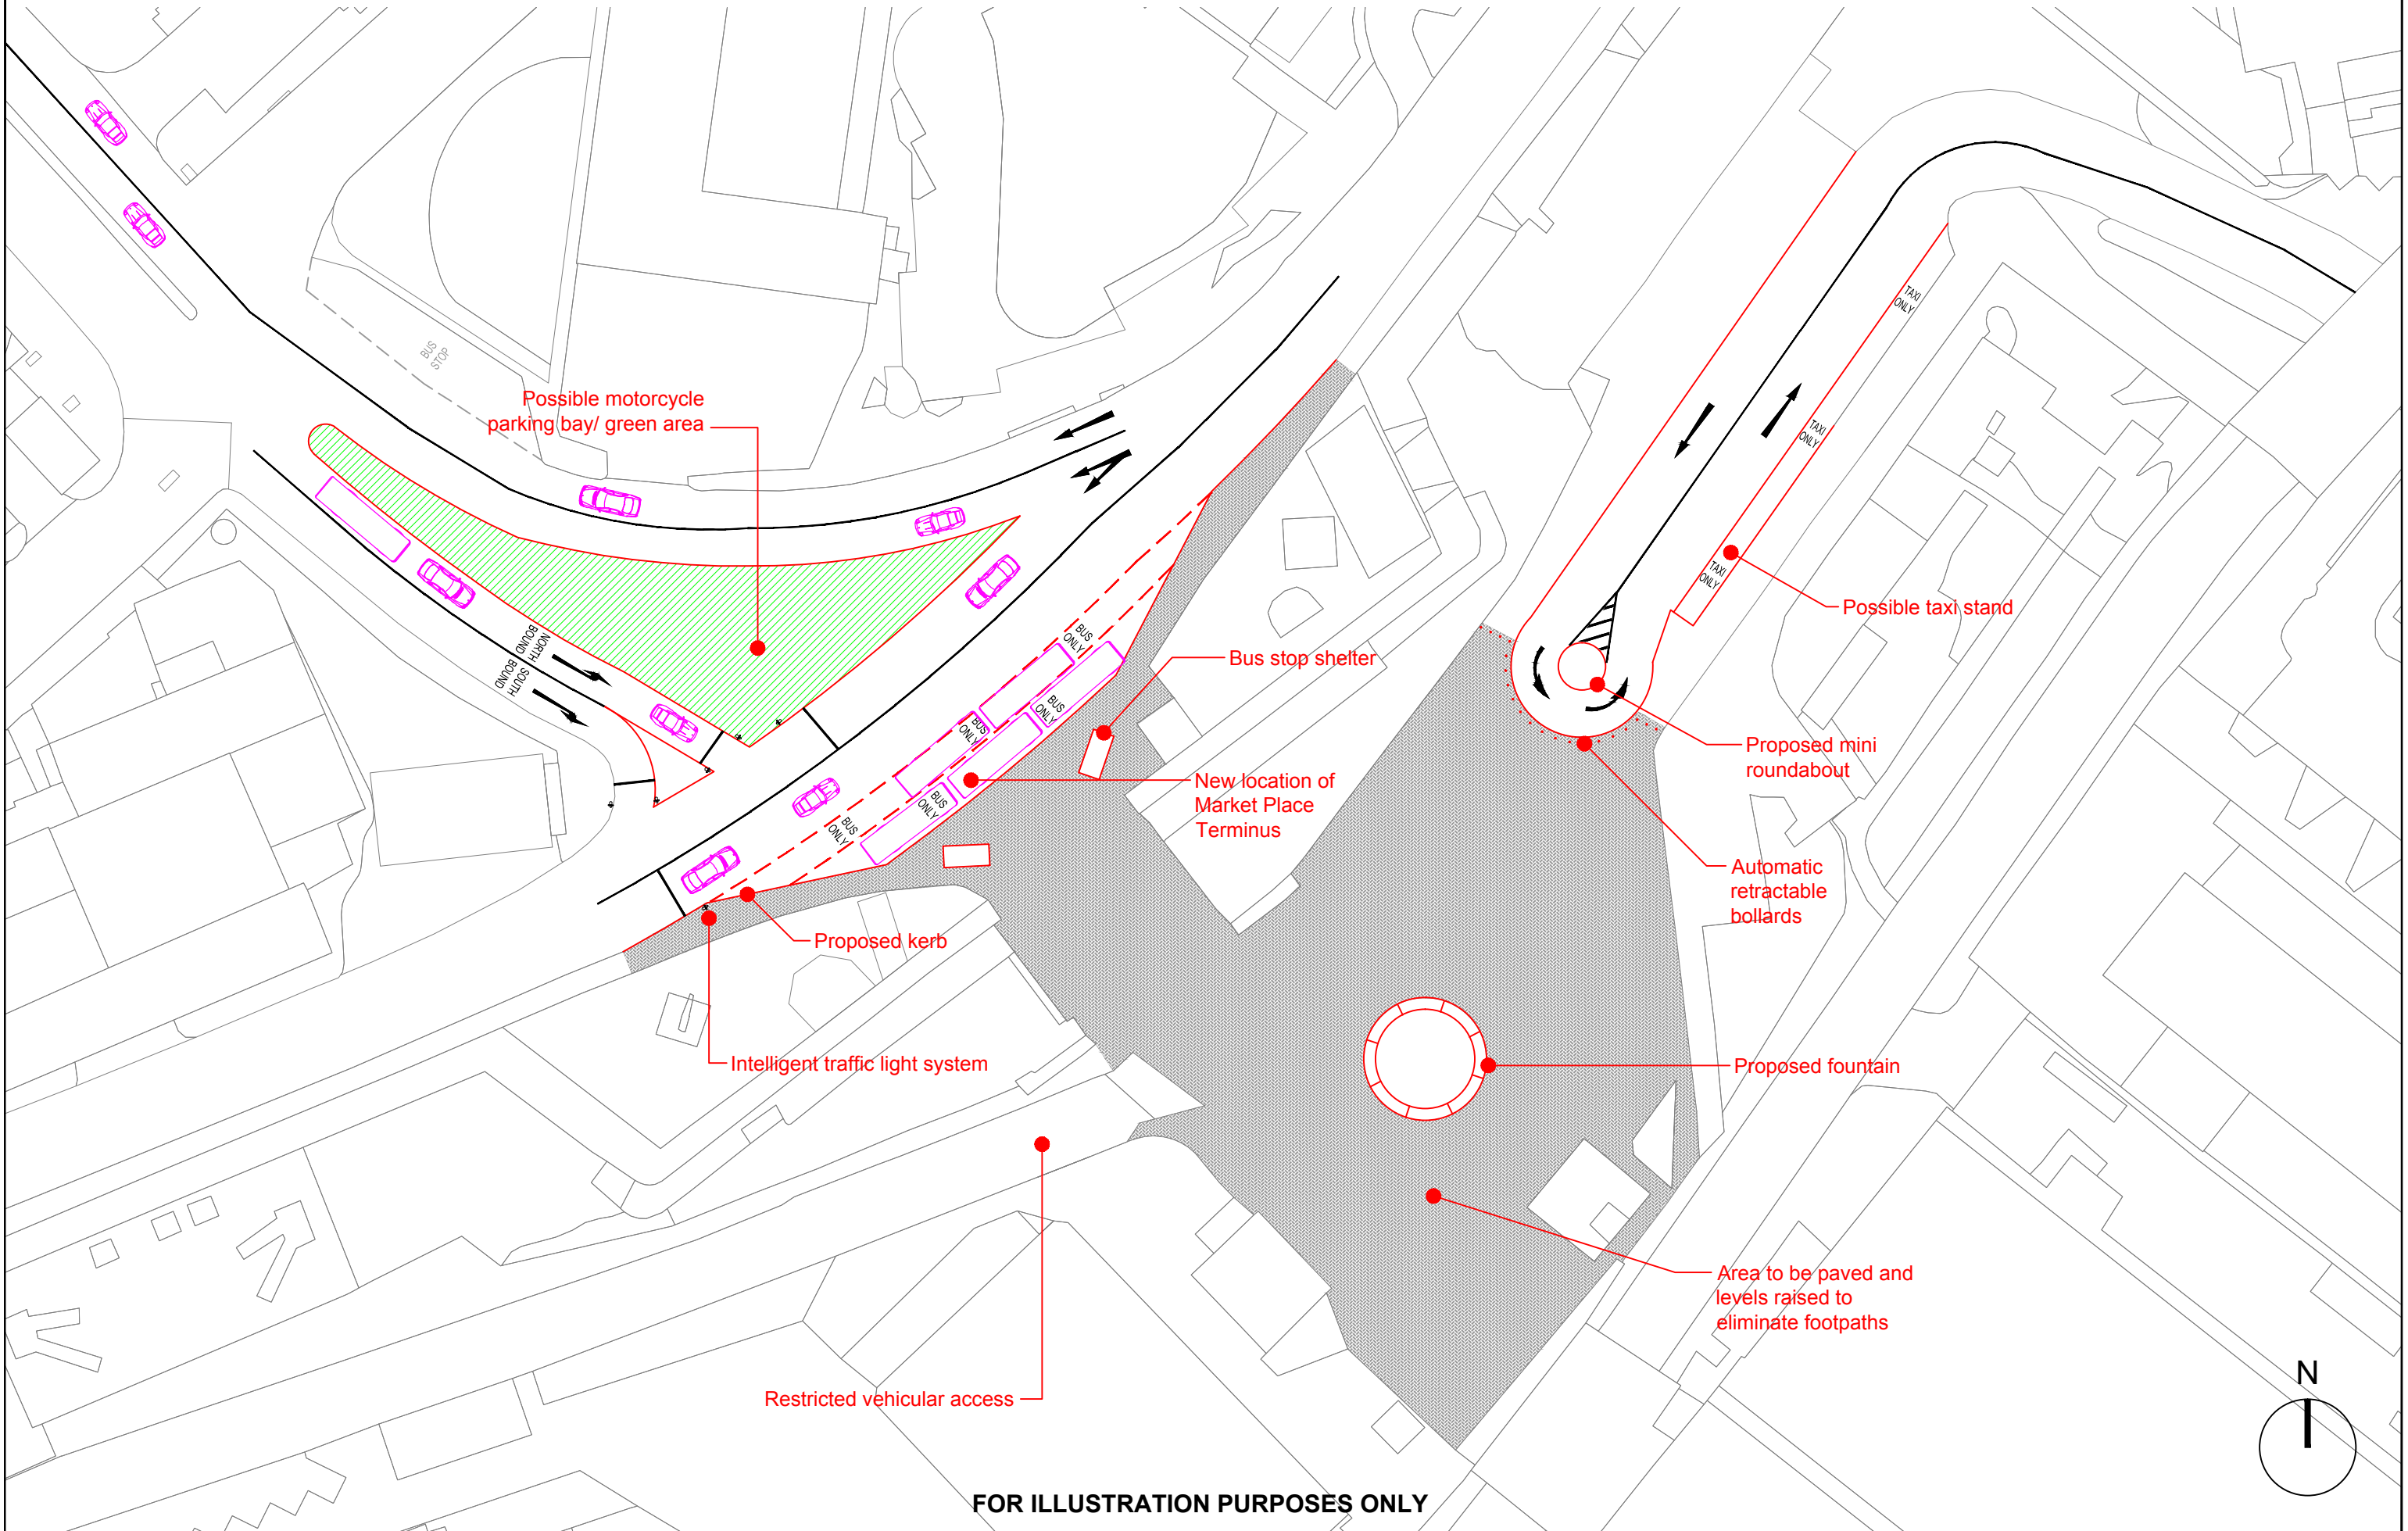 TAXI
ONLY
BUS
STOP
Possible motorcycle
parking bay/ green area
TAXI
ONLY
TAXI
ONLY
Possible taxi stand
NORTH
BOUND
SOUTH
BOUND
BUS
ONLY
Bus stop shelter
BUS
ONLY
BUS
ONLY
Proposed mini
roundabout
New location of
Market Place
Terminus
BUS
ONLY
BUS
ONLY
Automatic
retractable
bollards
Proposed kerb
Intelligent traffic light system
Proposed fountain
Area to be paved and
levels raised to
eliminate footpaths
Restricted vehicular access
N
FOR ILLUSTRATION PURPOSES ONLY